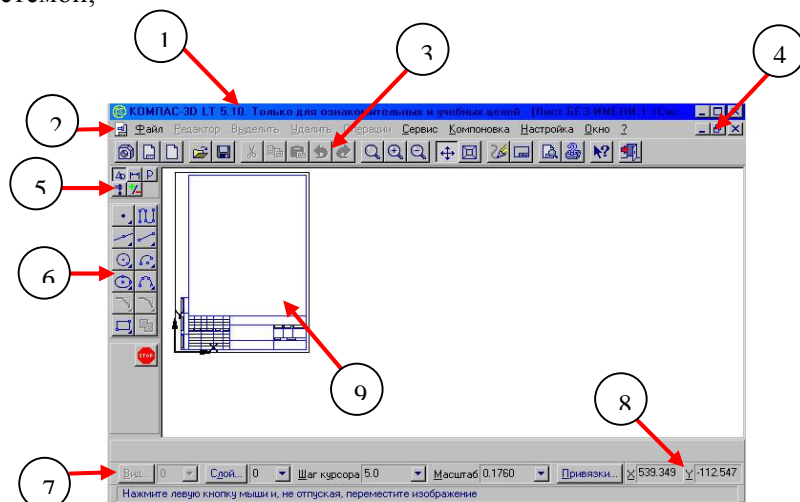 стемой,
1
3
4
КОМПАС-3D LT 5.10. Только для ознакомительных и учебных целей - [Лист БЕЗ ИМЕНИ:1
2
Файл Редактор Выделить Удалить Операции Сервис Компоновка Настройка Окно ?
5
P
6
STOP
X
9
8
7
Вид... 0 Слой... 0 Шаг курсора 5.0 Масштаб 0.1760 Привязки... X 539.349 Y -112.547
Нажмите левую кнопку мыши и, не отпуская, переместите изображение